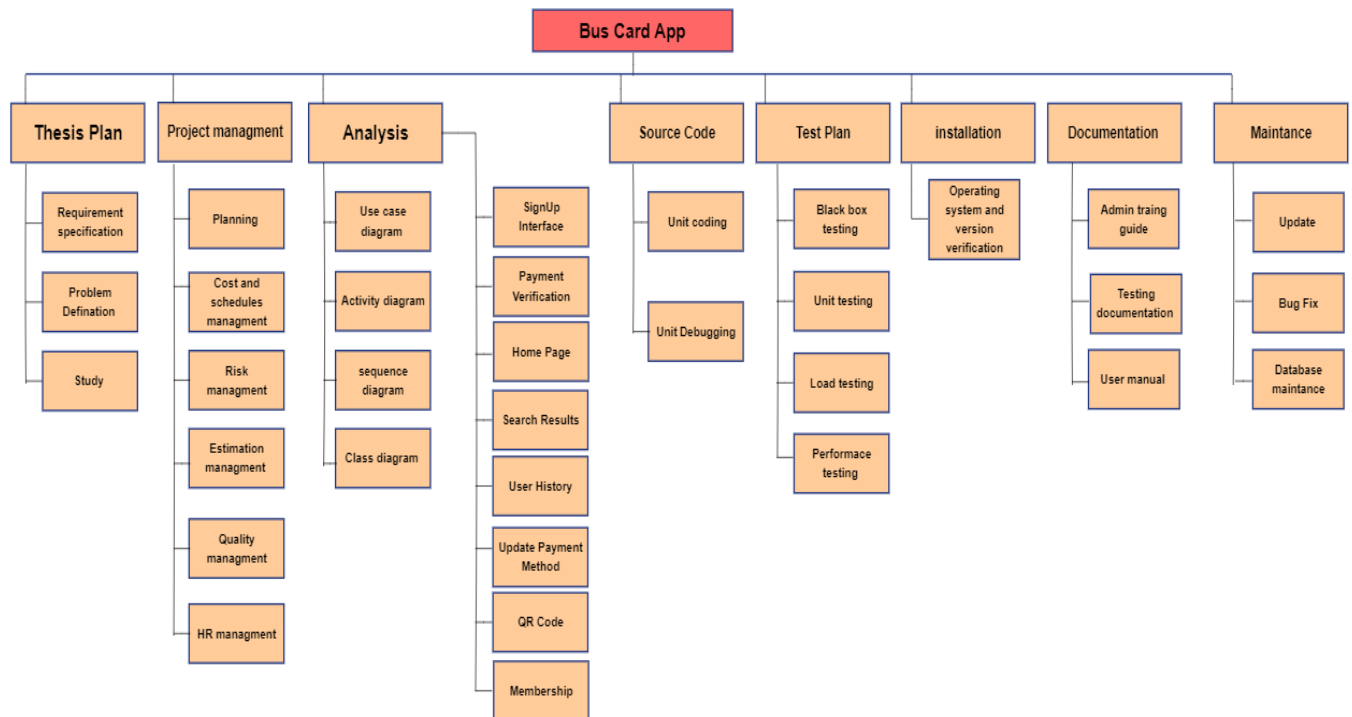 Bus Card App
Thesis Plan
Project managment
Analysis
Source Code
Test Plan
installation
Documentation
Maintance
Requirement
specification
Problem
Defination
Study
Planning
Cost and
schedules
managment
Risk
managment
Estimation
managment
Quality
managment
HR managment
Use case
diagram
Activity diagram
sequence
diagram
Class diagram
SignUp
Interface
Payment
Verification
Home Page
Search Results
User History
Update Payment
Method
QR Code
Membership
Unit coding
Unit Debugging
Black box
testing
Unit testing
Load testing
Performace
testing
Operating
system and
version
verification
Admin traing
guide
Testing
documentation
User manual
Update
Bug Fix
Database
maintance